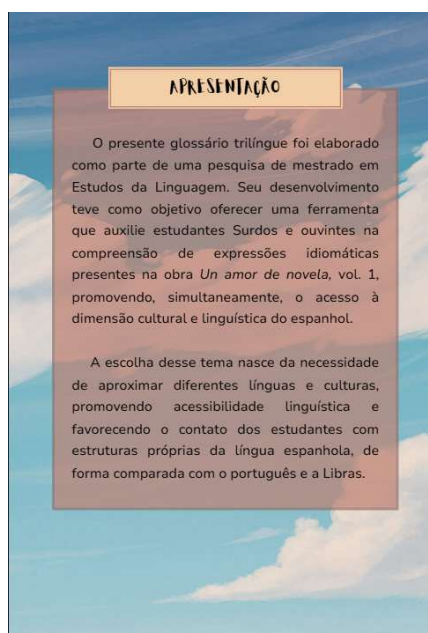 APRESENTAÇÃO
O presente glossário trilíngue foi elaborado
como parte de uma pesquisa de mestrado em
Estudos da Linguagem. Seu desenvolvimento
teve como objetivo oferecer uma ferramenta
que auxilie estudantes Surdos e ouvintes na
compreensão de expressões idiomáticas
presentes na obra Un amor de novela, vol. 1,
promovendo, simultaneamente, o acesso à
dimensão cultural e linguística do espanhol.
A escolha desse tema nasce da necessidade
de aproximar diferentes línguas e culturas,
promovendo acessibilidade linguística e
favorecendo o contato dos estudantes com
estruturas próprias da língua espanhola, de
forma comparada com o português e a Libras.